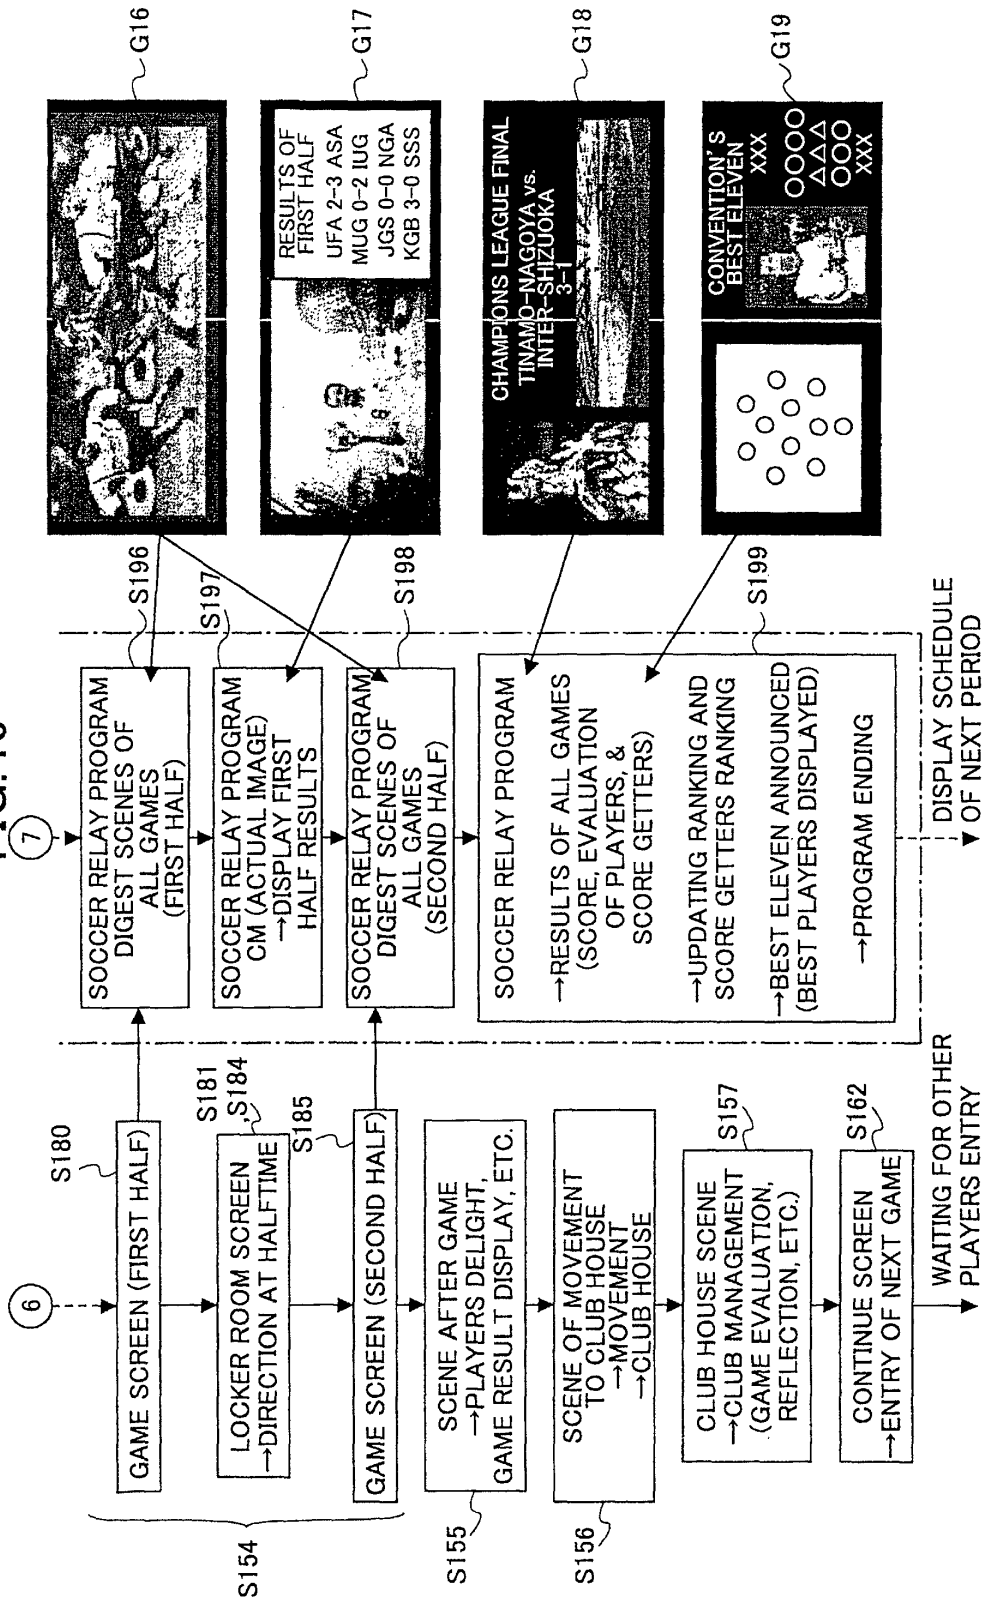 6
S180
GAME SCREEN (FIRST HALF)
S181
,S184
LOCKER ROOM SCREEN
→DIRECTION AT HALFTIME
S185
GAME SCREEN (SECOND HALF)
S154
S155
SCENE AFTER GAME
→PLAYERS DELIGHT,
GAME RESULT DISPLAY, ETC.
S156
SCENE OF MOVEMENT
TO CLUB HOUSE
→MOVEMENT
→CLUB HOUSE
S157
CLUB HOUSE SCENE
→CLUB MANAGEMENT
(GAME EVALUATION,
REFLECTION, ETC.)
S162
CONTINUE SCREEN
→ENTRY OF NEXT GAME
WAITING FOR OTHER
PLAYERS ENTRY
FIG.
7
S196
SOCCER RELAY PROGRAM
DIGEST SCENES OF
ALL GAMES
(FIRST HALF)
S197
SOCCER RELAY PROGRAM
CM (ACTUAL IMAGE)
→DISPLAY FIRST
HALF RESULTS
S198
SOCCER RELAY PROGRAM
DIGEST SCENES OF
ALL GAMES
(SECOND HALF)
SOCCER RELAY PROGRAM
→RESULTS OF ALL GAMES
(SCORE, EVALUATION
OF PLAYERS, &
SCORE GETTERS)
→UPDATING RANKING AND
SCORE GETTERS RANKING
→BEST ELEVEN ANNOUNCED
(BEST PLAYERS DISPLAYED)
→PROGRAM ENDING
S199
DISPLAY SCHEDULE
OF NEXT PERIOD
G16
RESULTS OF
FIRST HALF
UFA 2-3 ASA
MUG 0-2 IUG
JGS 0-0 NGA
KGB 3-0 SSS
G17
CHAMPIONS LEAGUE FINAL
TINAMO-NAGOYA vs.
INTER-SHIZUOKA
3-1
G18
CONVENTION'S
BEST ELEVEN
XXX
○○○○
△△△
○○○
XXX
G19